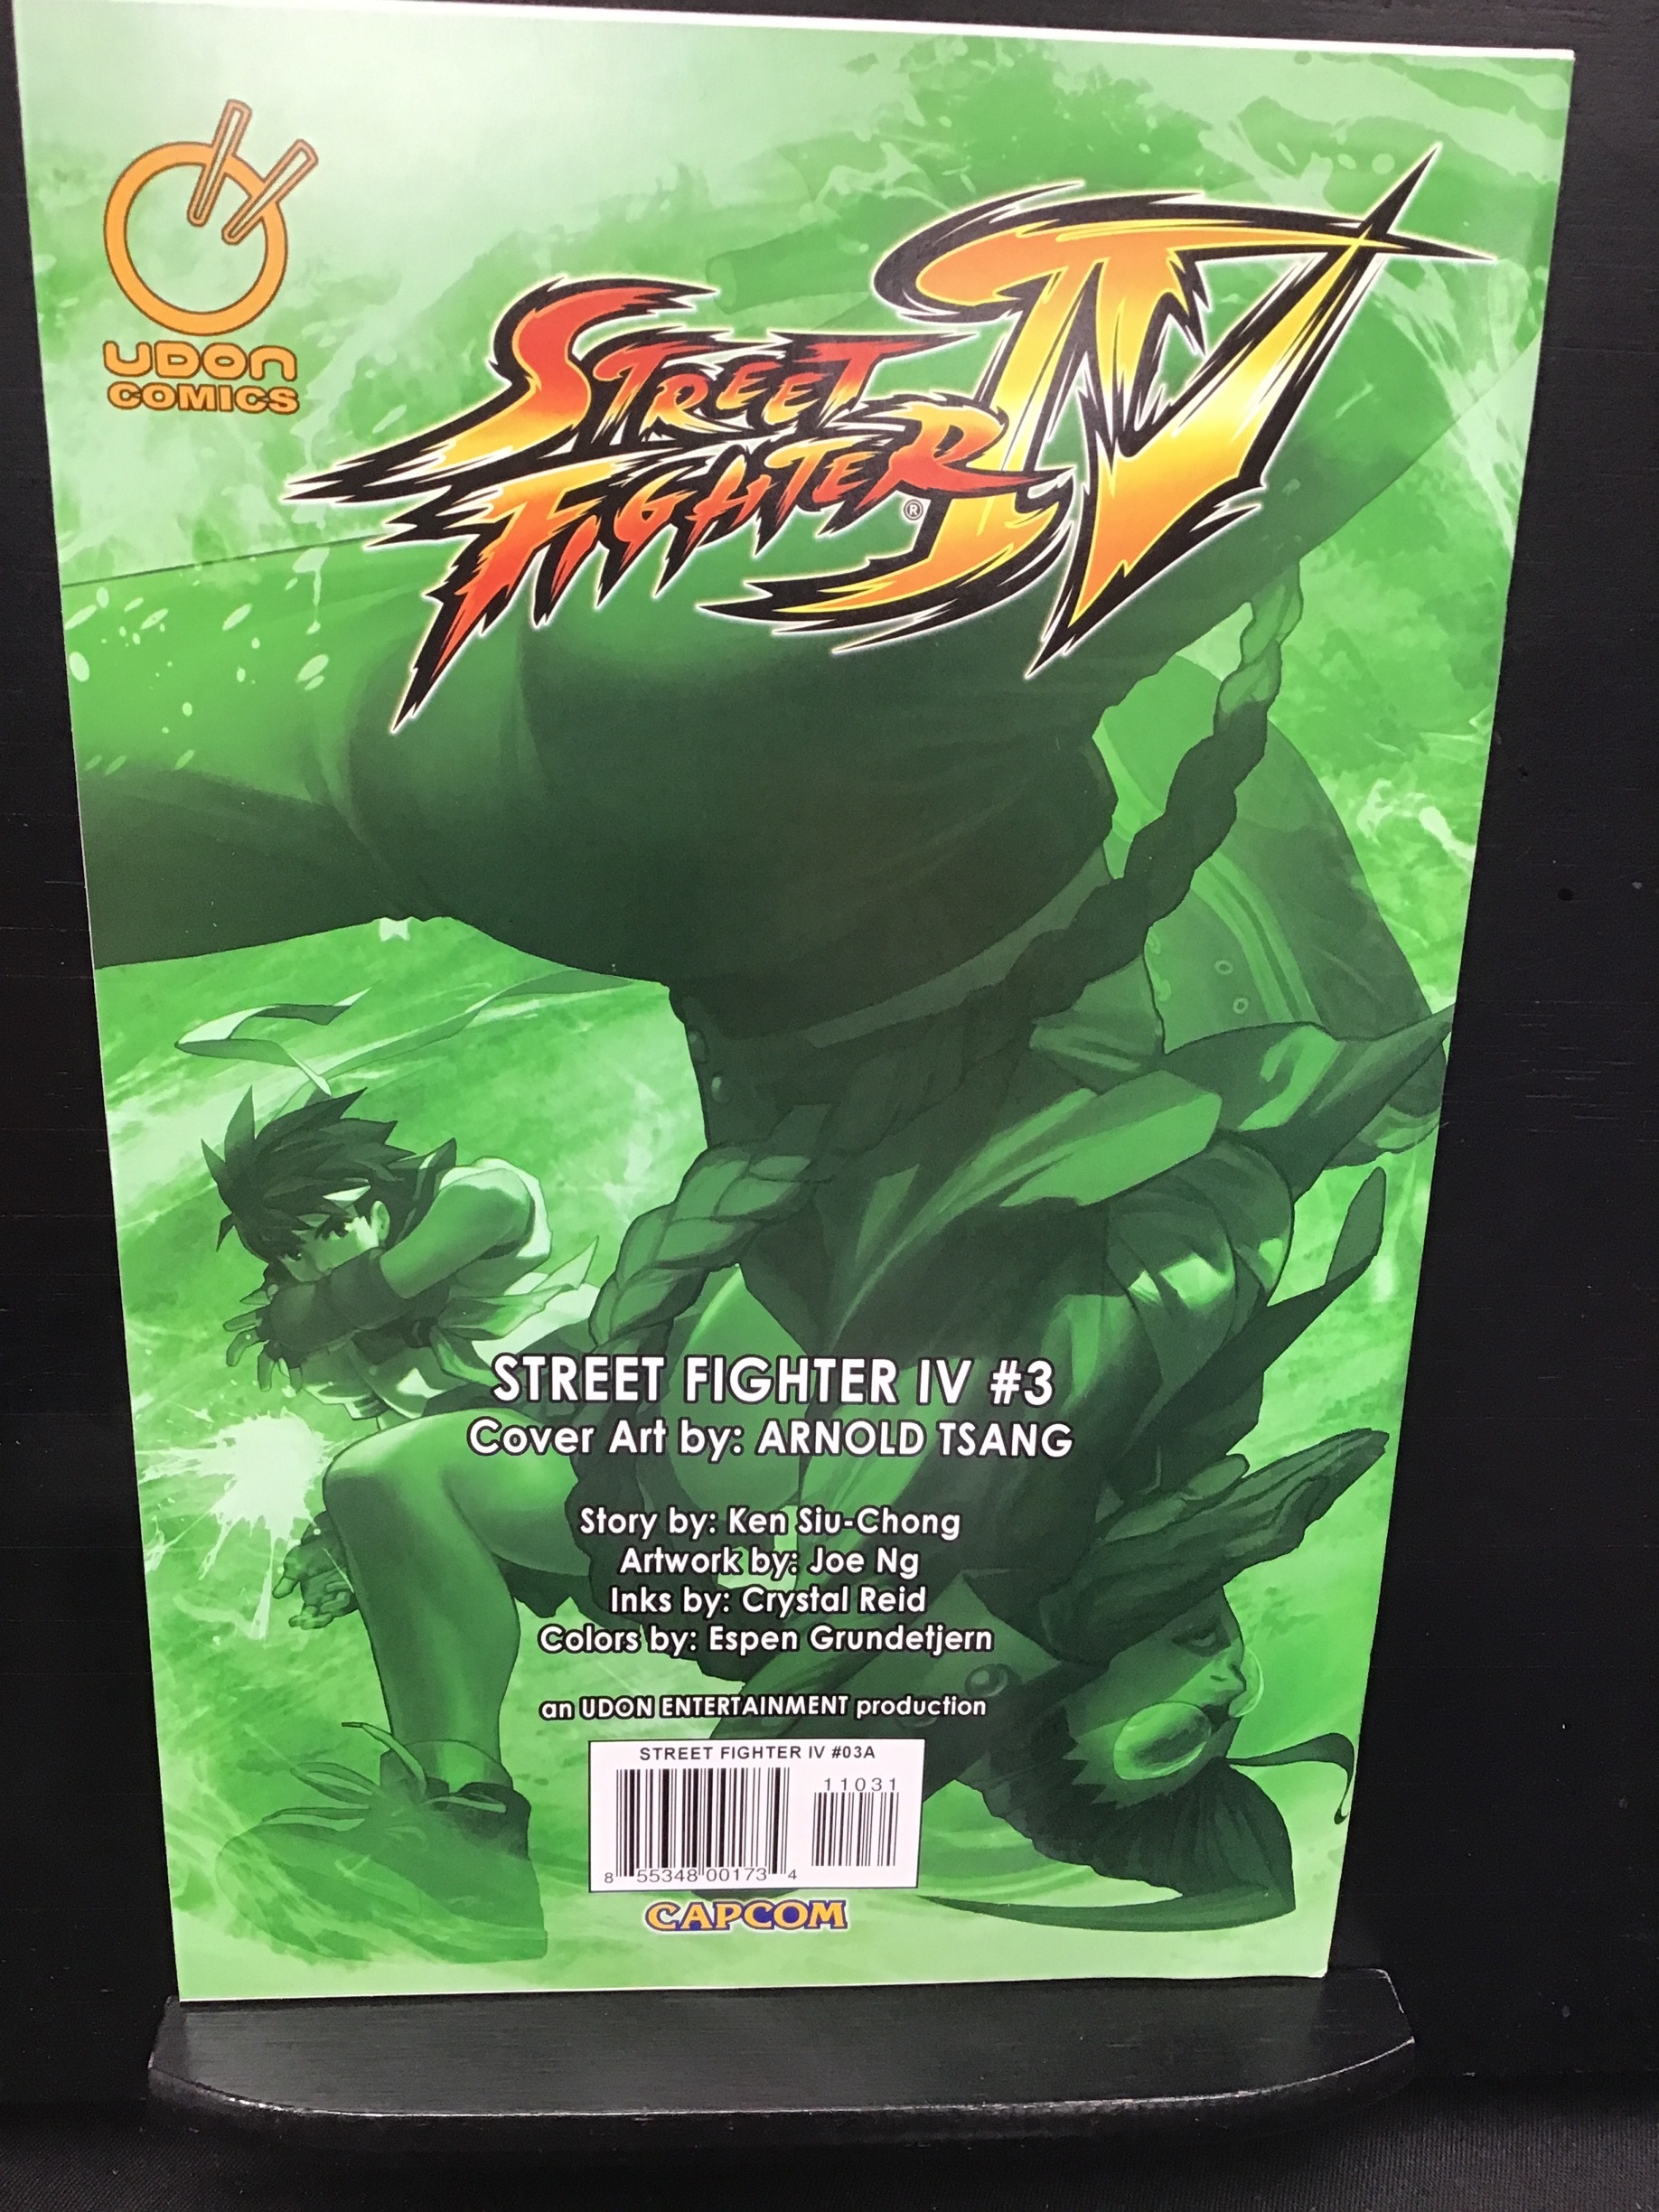 UDON
COMICS
STREET
FIGHTER IV
®
STREET FIGHTER IV #3
Cover Art by: ARNOLD TSANG
Story by: Ken Siu-Chong
Artwork by: Joe Ng
Inks by: Crystal Reid
Colors by: Espen Grundetjern
an UDON ENTERTAINMENT production
STREET FIGHTER IV #03A
11031
8 55348 00173 4
CAPCOM